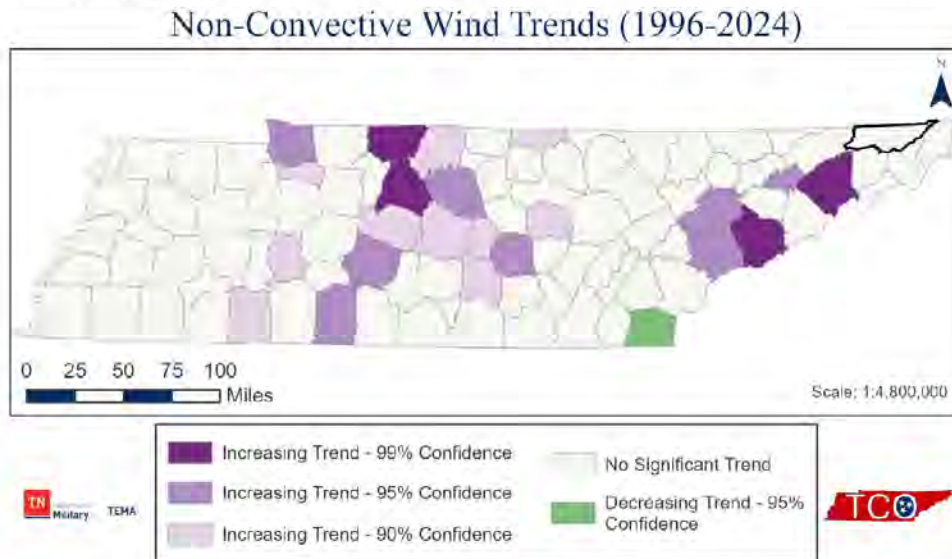 Non-Convective Wind Trends (1996-2024)
N
0 25 50 75 100
Miles
Scale: 1:4,800,000
Increasing Trend - 99% Confidence
Increasing Trend - 95% Confidence
Increasing Trend - 90% Confidence
No Significant Trend
Decreasing Trend - 95%
Confidence
TN
Military
TEMA
TCO